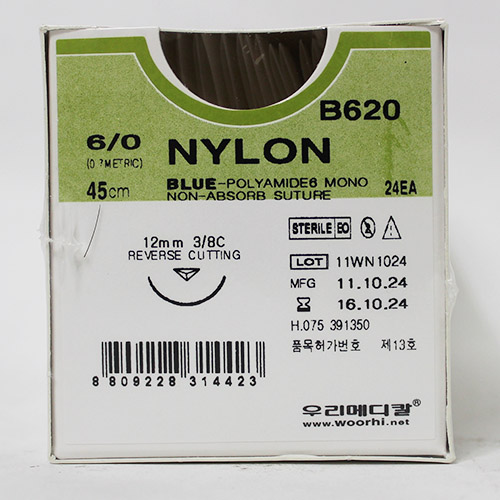 B620
6/0
(0.7METRIC)
NYLON
45cm
BLUE-POLYAMIDE6 MONO
NON-ABSORB SUTURE
24EA
12mm 3/8C
REVERSE CUTTING
STERILE EO
LOT 11WN1024
MFG 11.10.24
16.10.24
H.075 391350
품목허가번호 제13호
8 809228 314423
우리메디칼®
www.woorhi.net